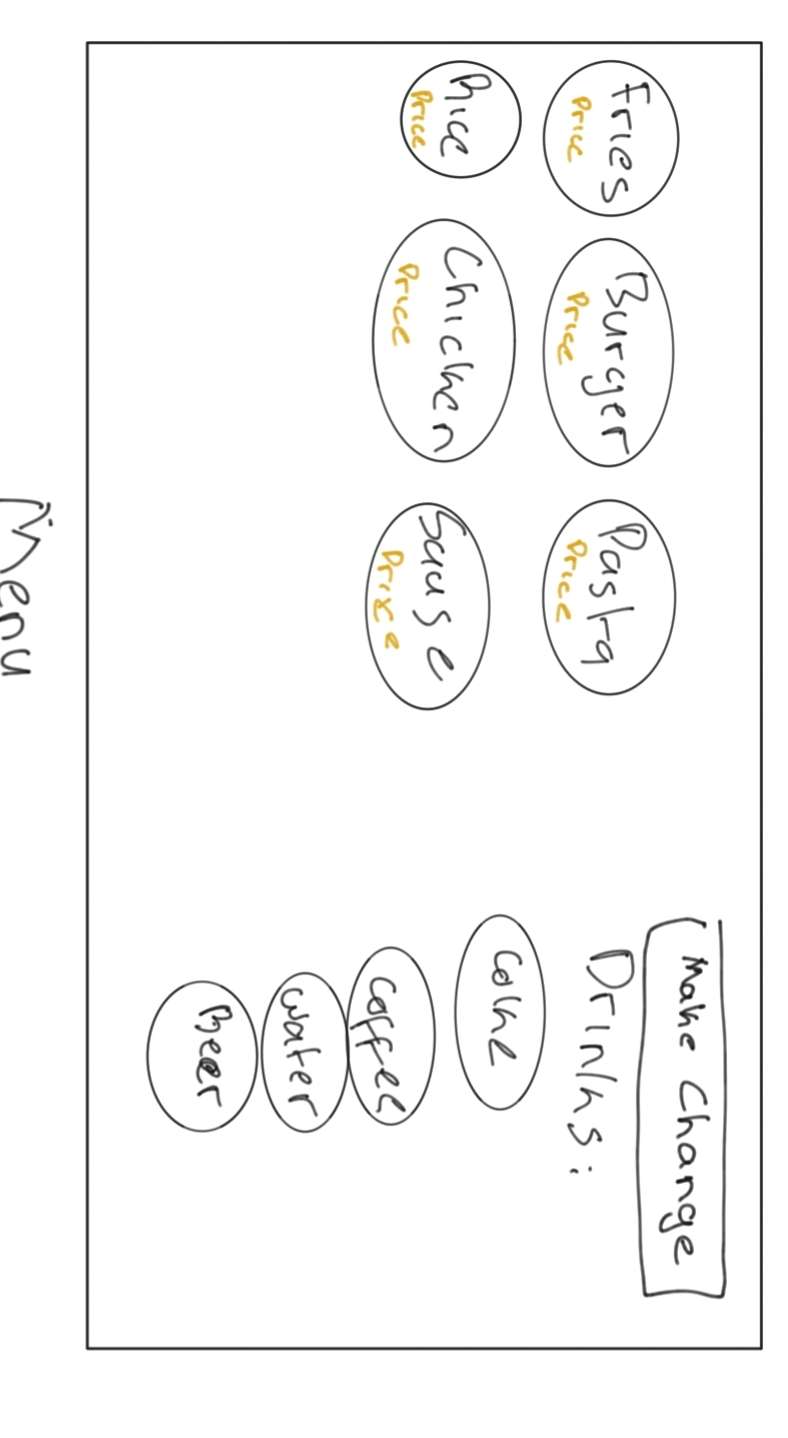 Make Change
Fries
Price
Burger
Price
Pasta
Price
Drinks:
Rice
Price
Chicken
Price
Sause
Price
Coke
Coffee
Water
Beer
Menu